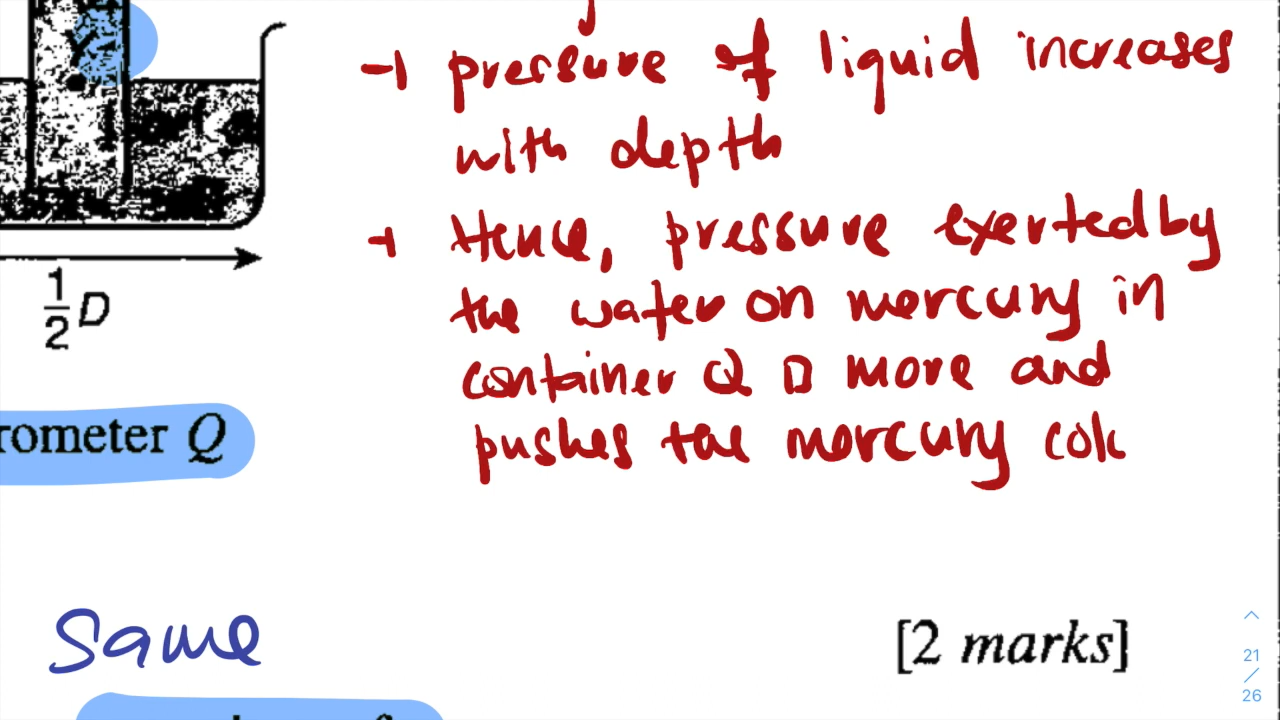 → pressure of liquid increases
with depth
→ Hence, pressure exerted by
the water on mercury in
container Q is more and
pushes the mercury colu
1/2 D
rometer Q
Same
[2 marks]
21
/
26